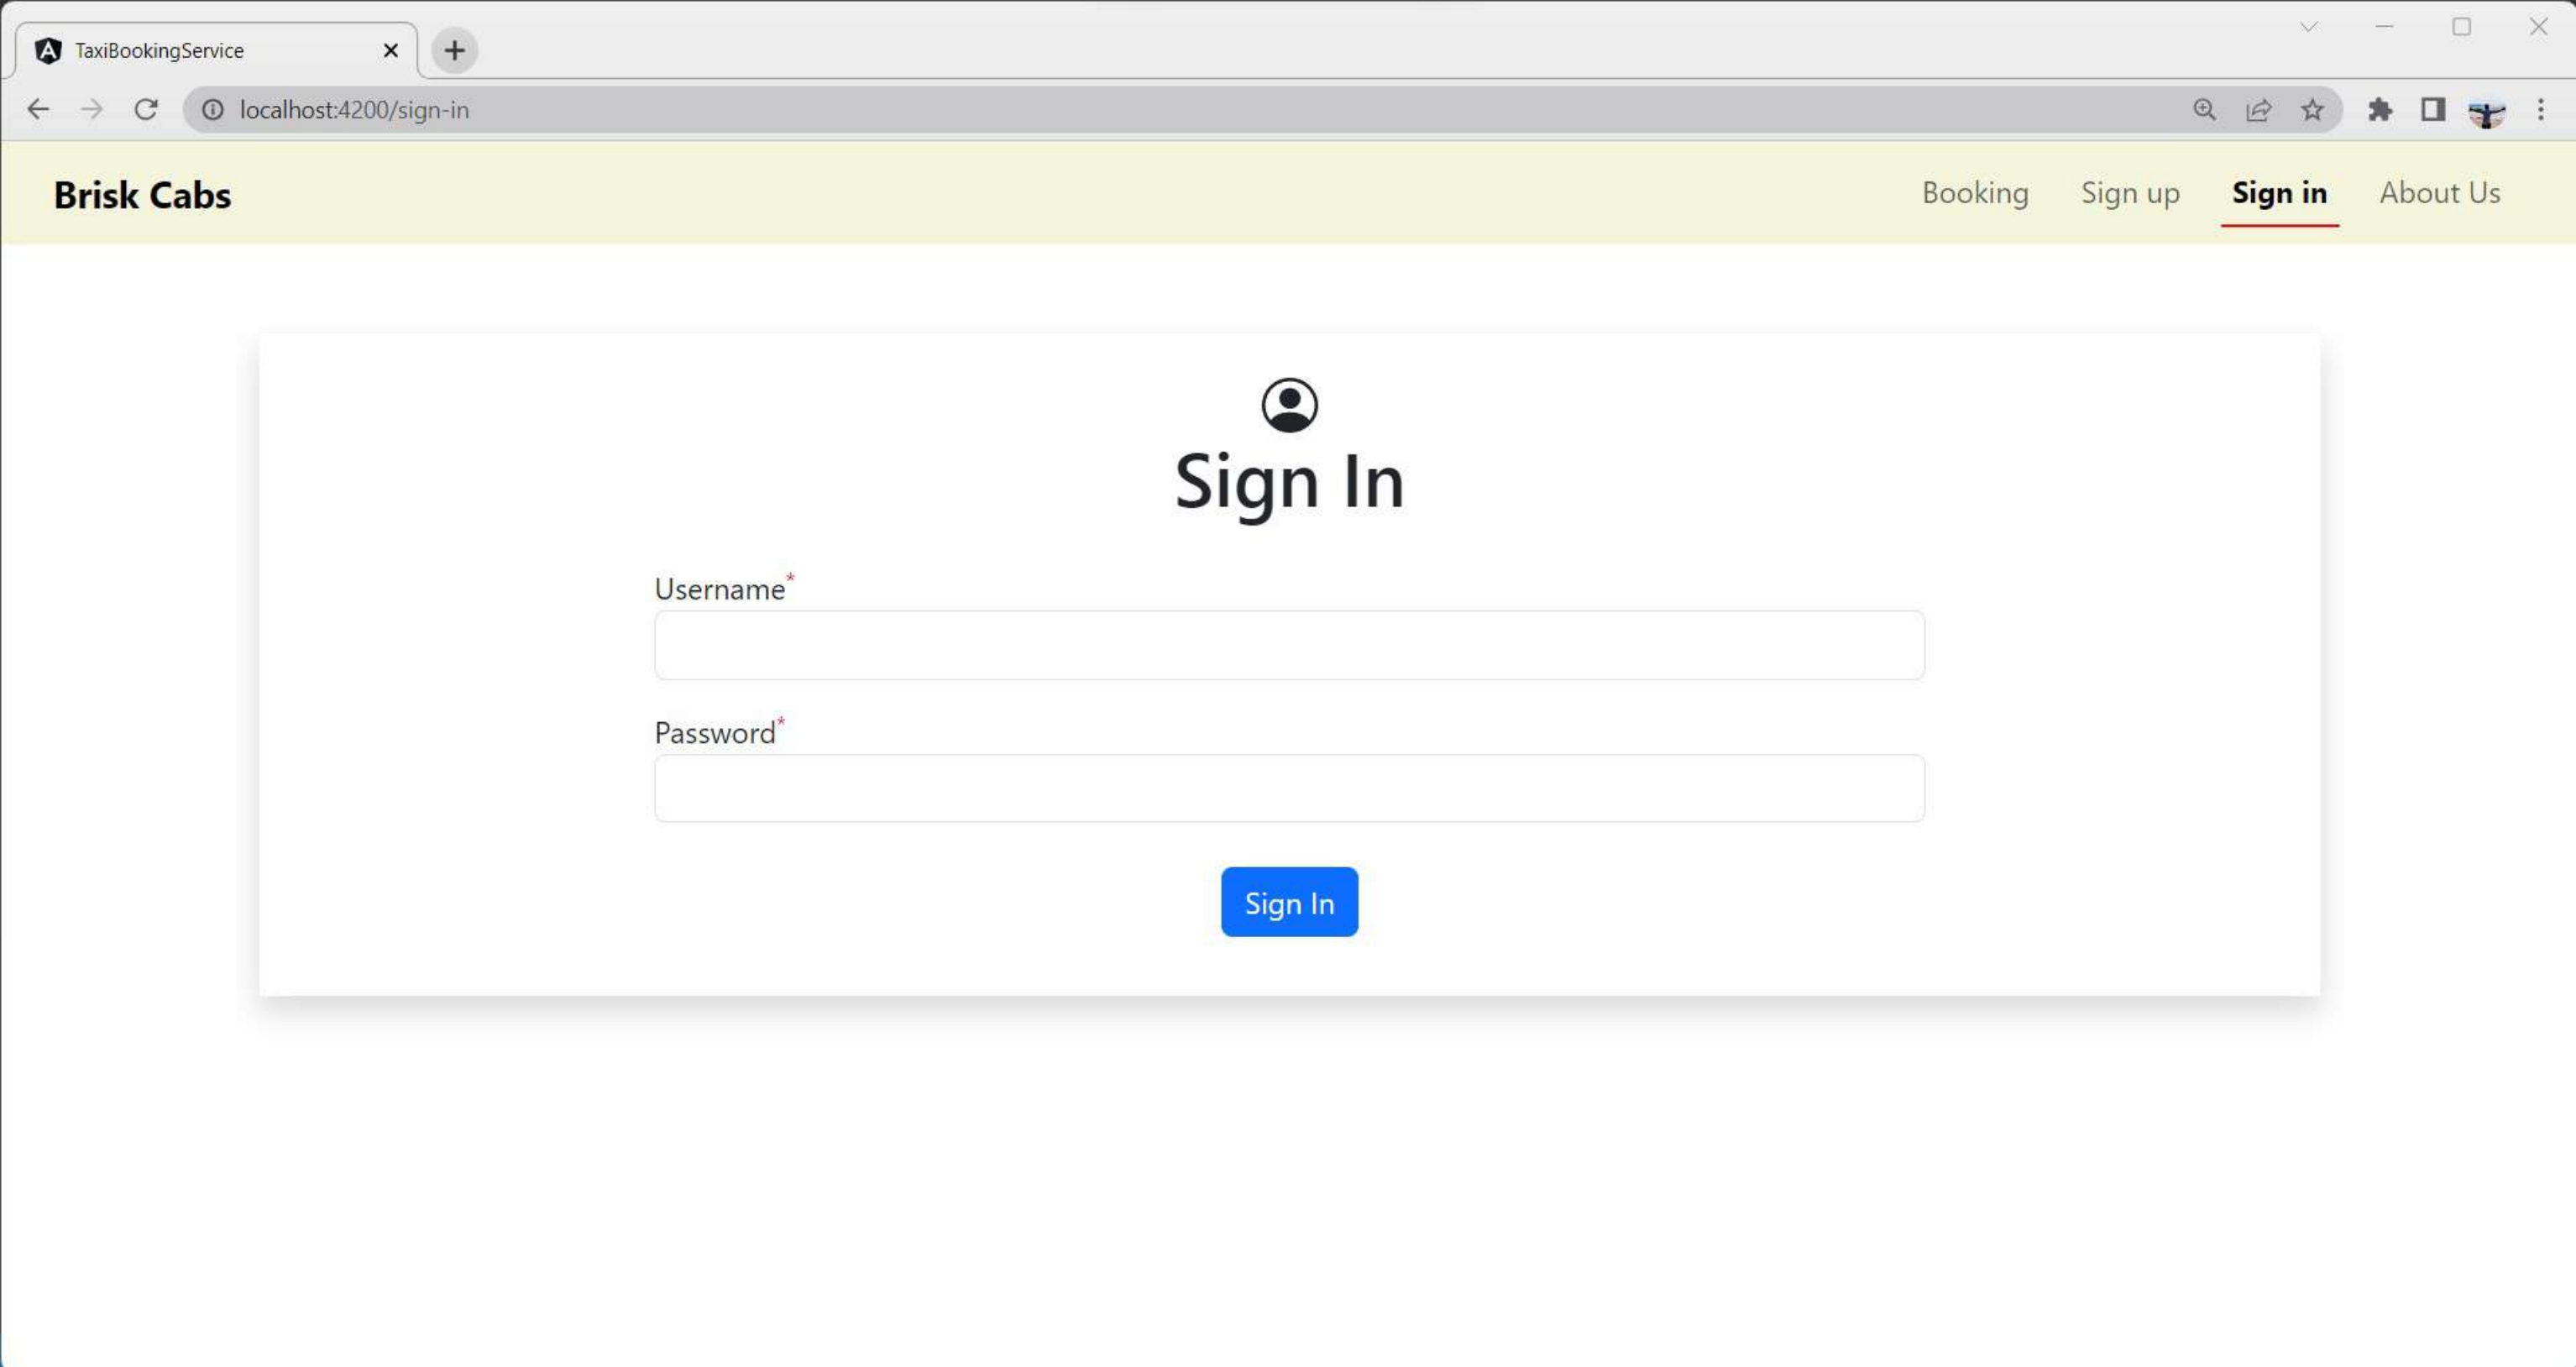 TaxiBookingService
localhost:4200/sign-in
Brisk Cabs Booking Sign up Sign in About Us
Sign In
Username*
Password*
Sign In